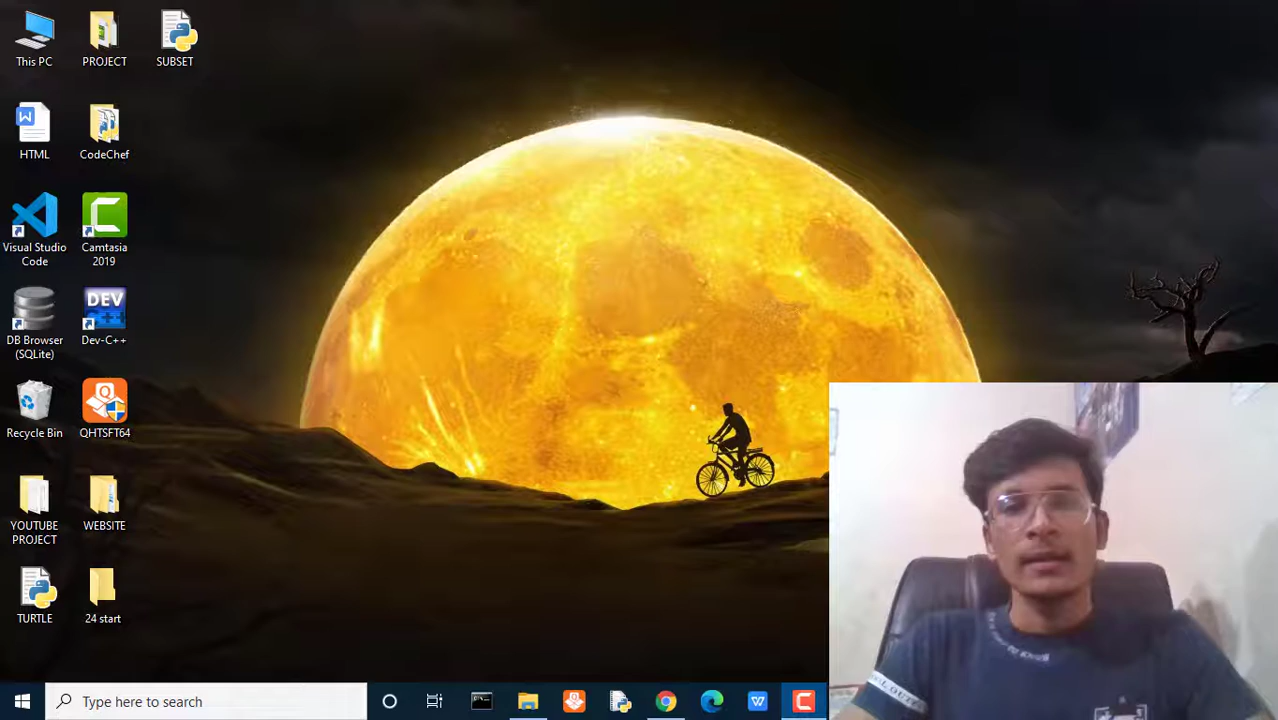 This PC
PROJECT
SUBSET
W
HTML
CodeChef
Visual Studio
Code
Camtasia
2019
DB Browser
(SQLite)
DEV
Dev-C++
Recycle Bin
QHTSFT64
YOUTUBE
PROJECT
WEBSITE
TURTLE
24 start
Type here to search